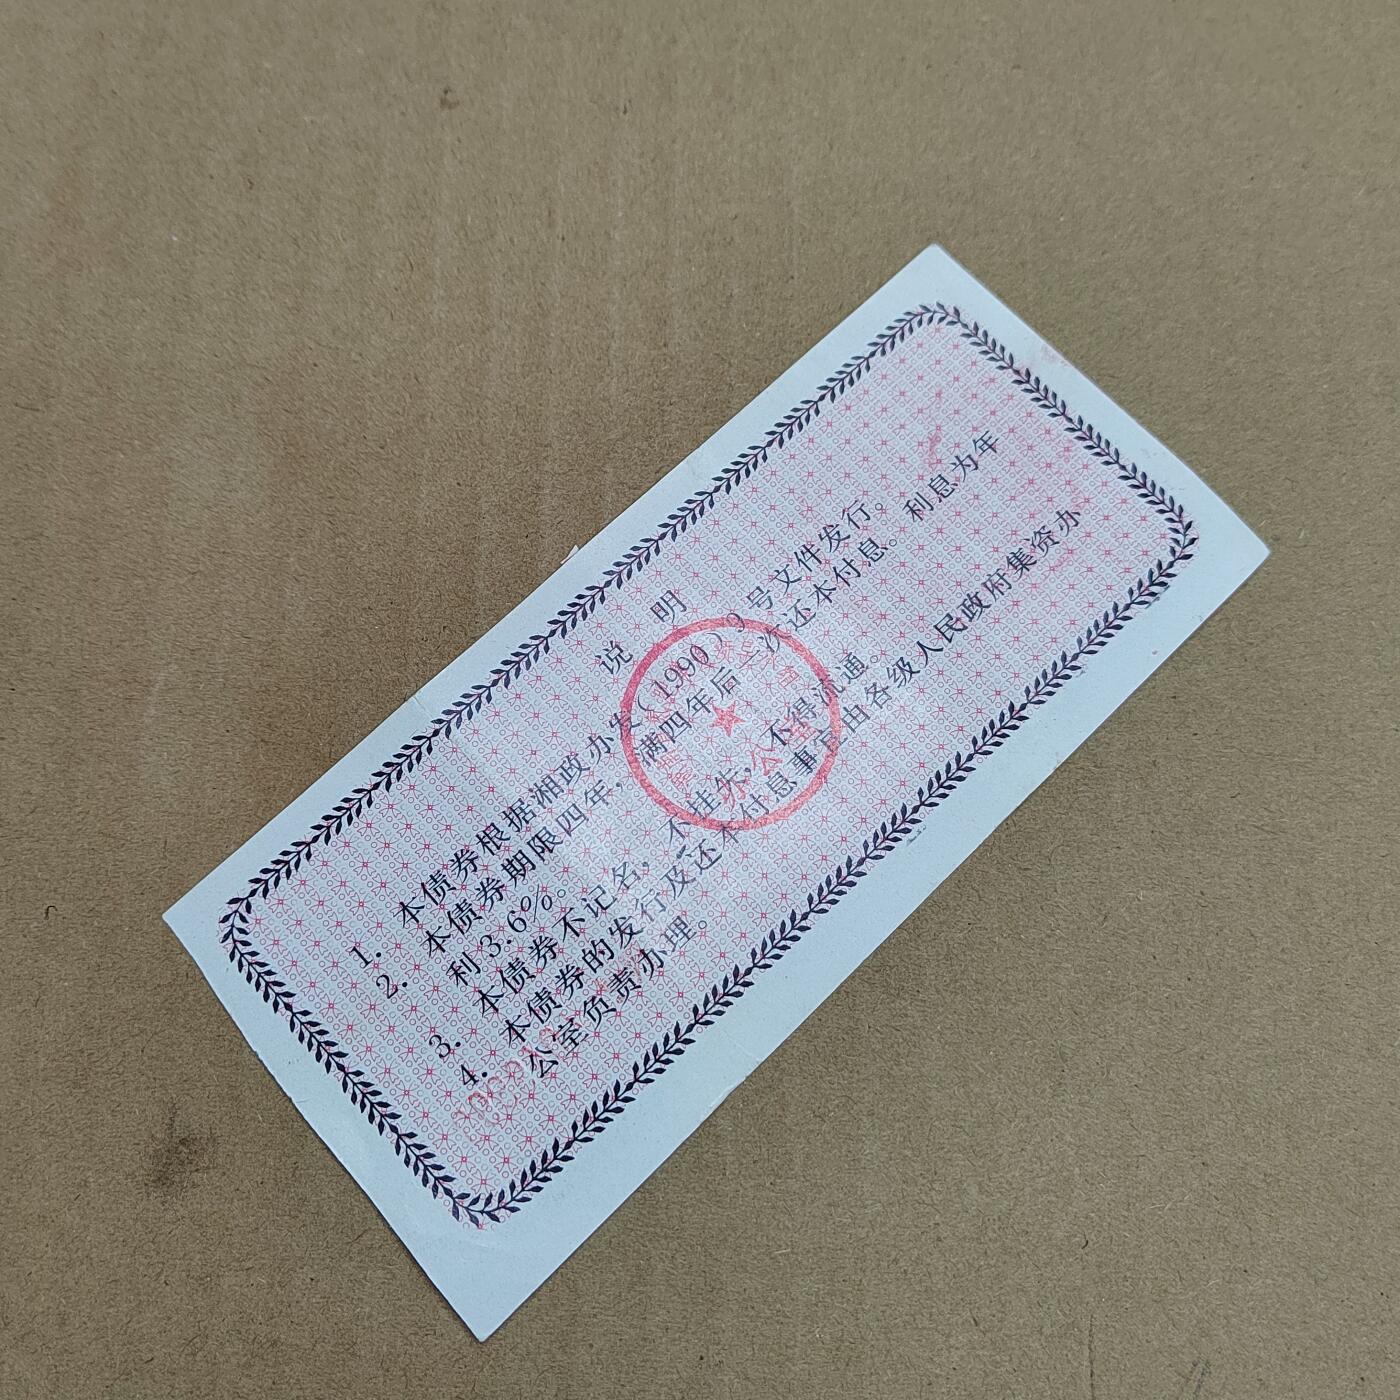 说明
1. 本债券根据湘政办发(1990)9号文件发行。
2. 本债券期限四年，满四年后一次还本付息。利息为年
利3.6%。
3. 本债券不记名，不挂失，不得流通。
4. 本债券的发行及还本付息事宜由各级人民政府集资办
公室负责办理。
办公室